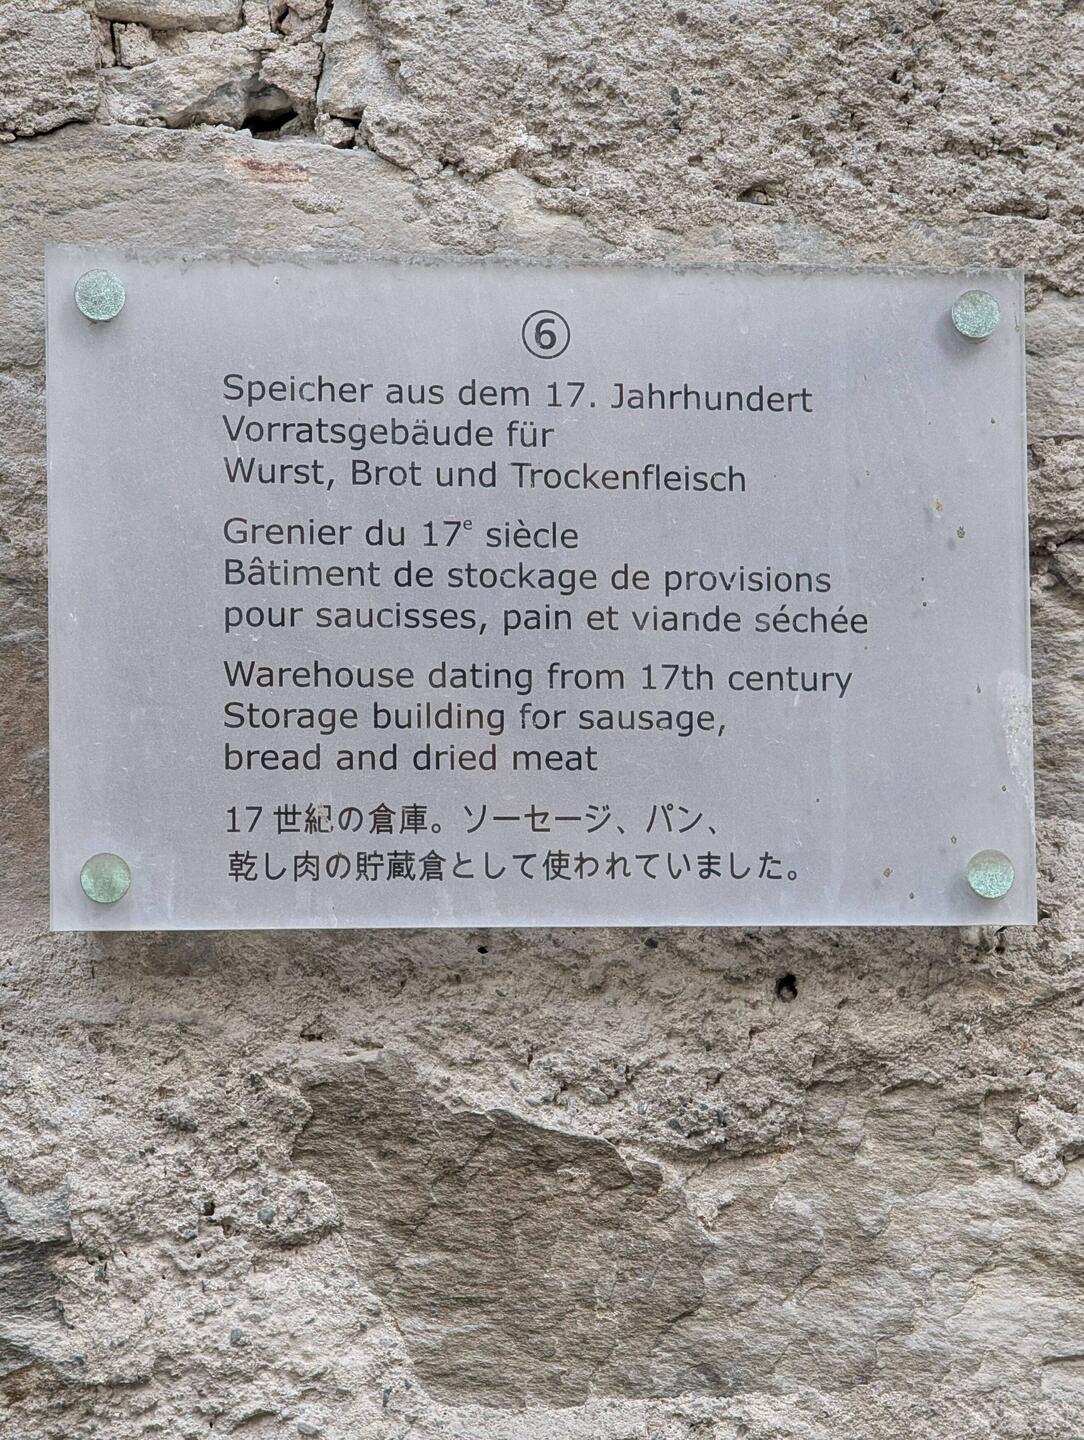 ⑥
Speicher aus dem 17. Jahrhundert
Vorratsgebäude für
Wurst, Brot und Trockenfleisch
Grenier du 17e siècle
Bâtiment de stockage de provisions
pour saucisses, pain et viande séchée
Warehouse dating from 17th century
Storage building for sausage,
bread and dried meat
17 世紀の倉庫。ソーセージ、パン、
乾し肉の貯蔵倉として使われていました。